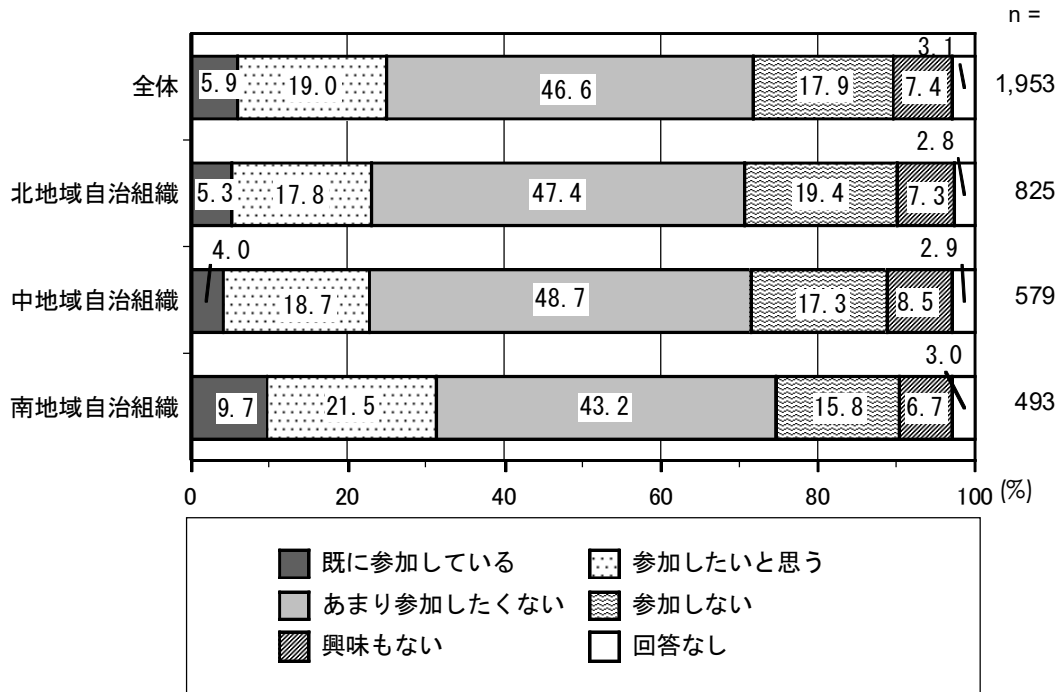 n =
3.1
全体 5.9 19.0 46.6 17.9 7.4 1,953
2.8
北地域自治組織 5.3 17.8 47.4 19.4 7.3 825
4.0 2.9
中地域自治組織 18.7 48.7 17.3 8.5 579
3.0
南地域自治組織 9.7 21.5 43.2 15.8 6.7 493
0 20 40 60 80 100 (%)
既に参加している 参加したいと思う
あまり参加したくない 参加しない
興味もない 回答なし